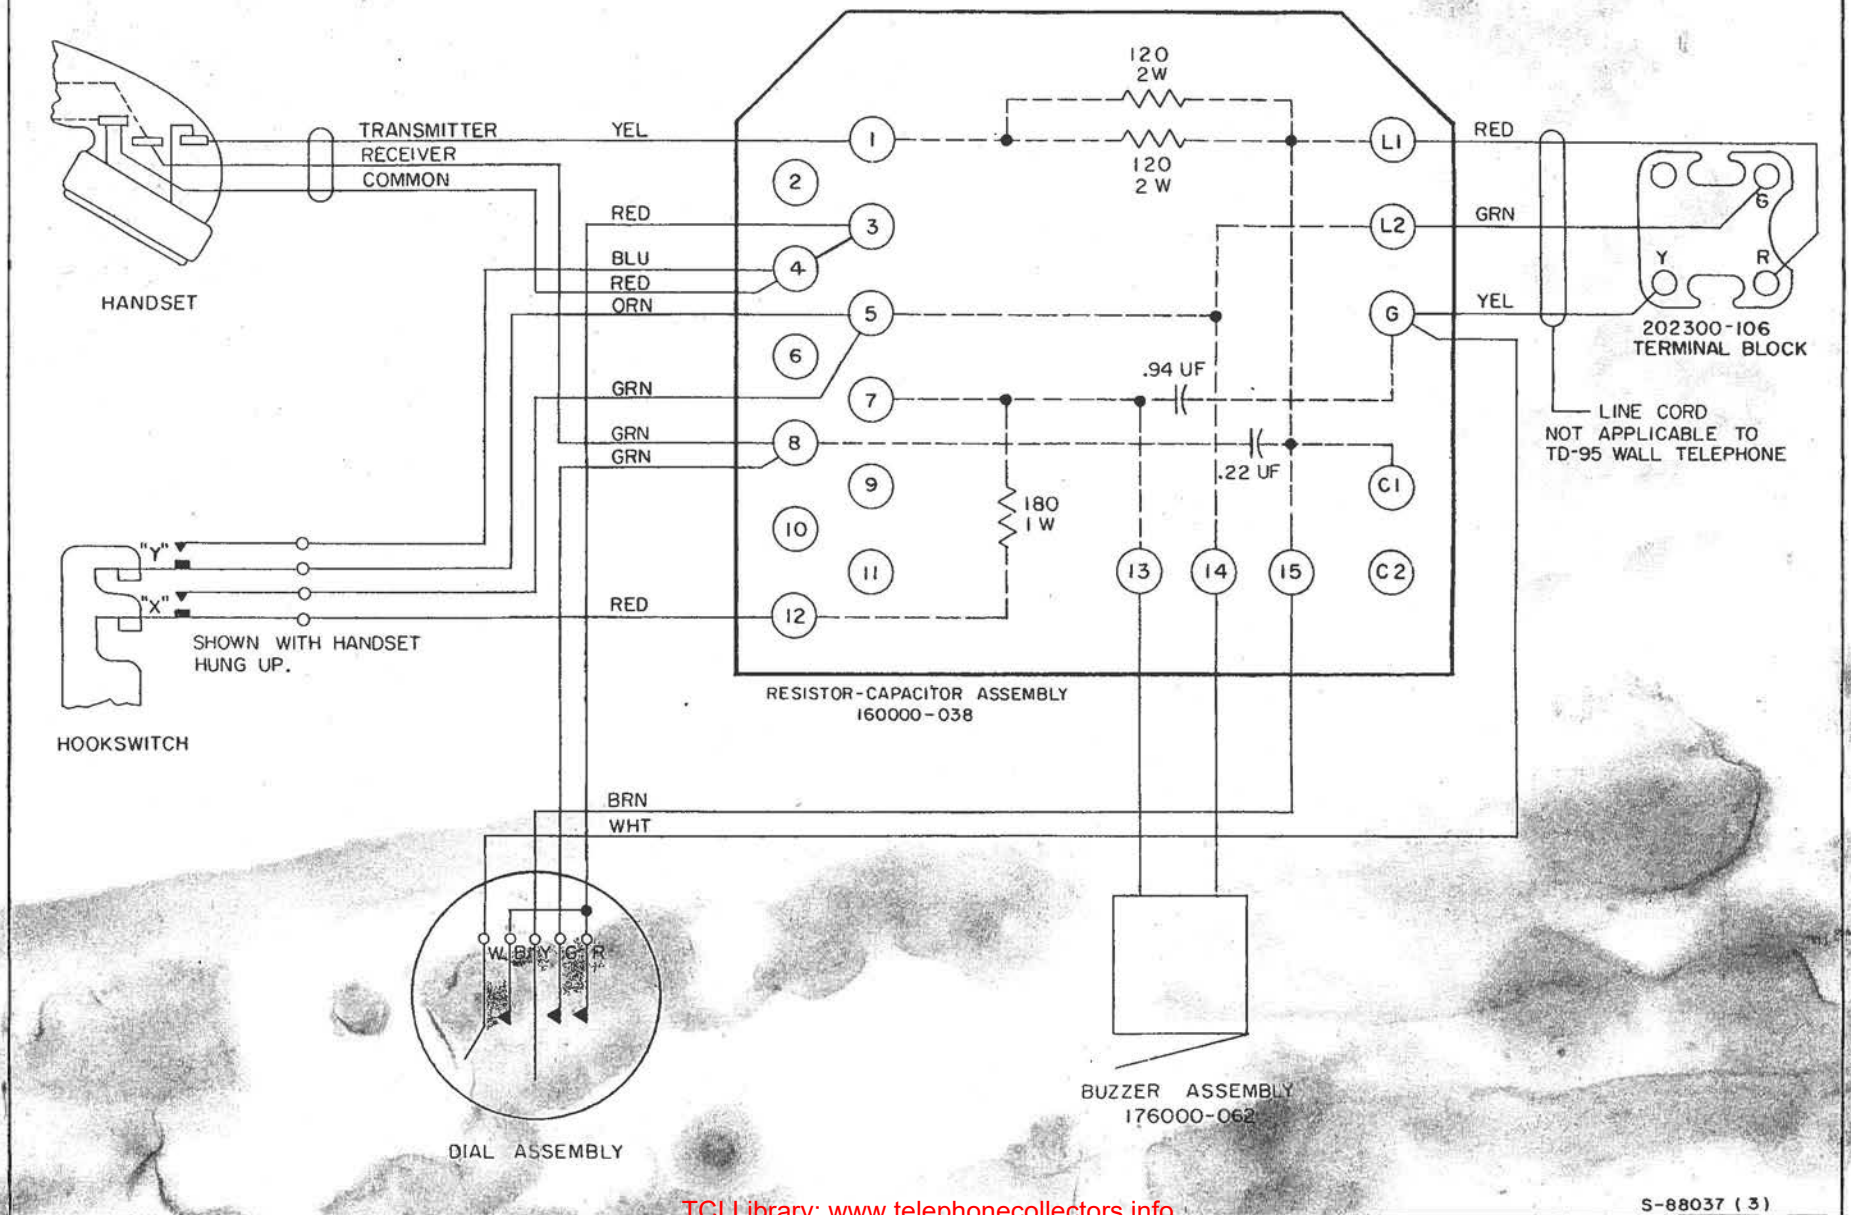 120
2W
TRANSMITTER YEL 1
RECEIVER
COMMON
120
2 W
L1 RED
2
RED 3
L2 GRN
G
BLU 4
RED
ORN 5
G YEL
Y R
HANDSET
202300-106
TERMINAL BLOCK
6
.94 UF
GRN 7
LINE CORD
NOT APPLICABLE TO
TD-95 WALL TELEPHONE
GRN 8
GRN
.22 UF
9
C1
180
1 W
10
11
13 14 15 C2
"Y"
"X"
RED 12
SHOWN WITH HANDSET
HUNG UP.
RESISTOR-CAPACITOR ASSEMBLY
160000-038
HOOKSWITCH
BRN
WHT
W B Y G R
BUZZER ASSEMBLY
176000-062
DIAL ASSEMBLY
TCI Library: www.telephonecollectors.info
S-88037 (3)